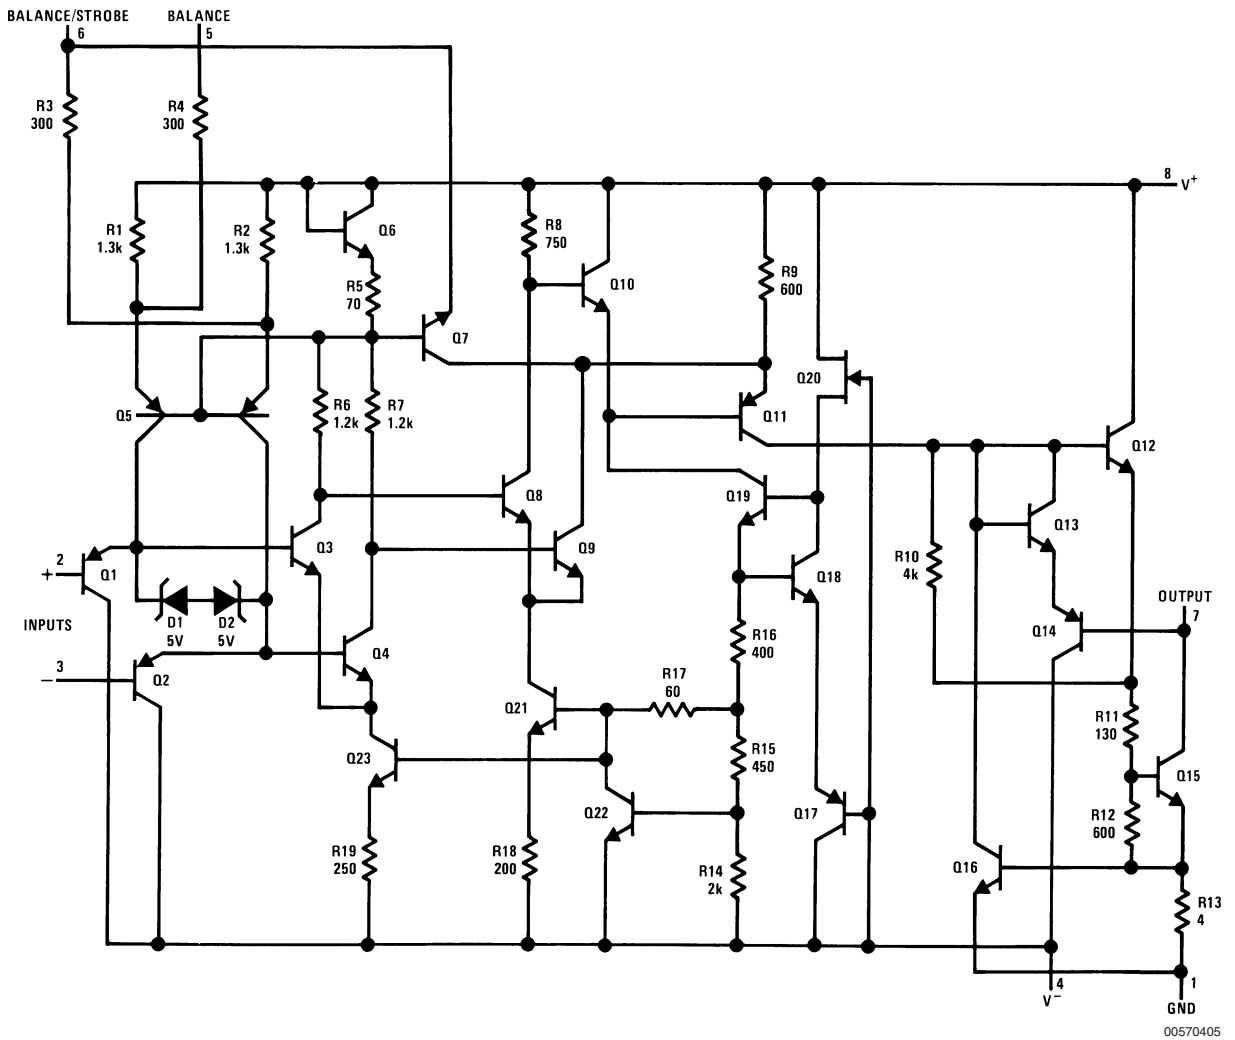 BALANCE/STROBE
6
BALANCE
5
R3
300
R4
300
8
V+
R1
1.3k
R2
1.3k
Q6
R5
70
R8
750
Q10
R9
600
Q7
Q20
Q5
R6
1.2k
R7
1.2k
Q11
Q12
Q8
Q19
Q13
Q3
Q9
2
+
Q1
Q18
R10
4k
INPUTS
D1
5V
D2
5V
OUTPUT
7
Q14
R16
400
3
−
Q2
Q4
R17
60
Q21
R11
130
Q23
R15
450
Q15
Q22
Q17
R12
600
R19
250
R18
200
R14
2k
Q16
R13
4
4
V−
1
GND
00570405